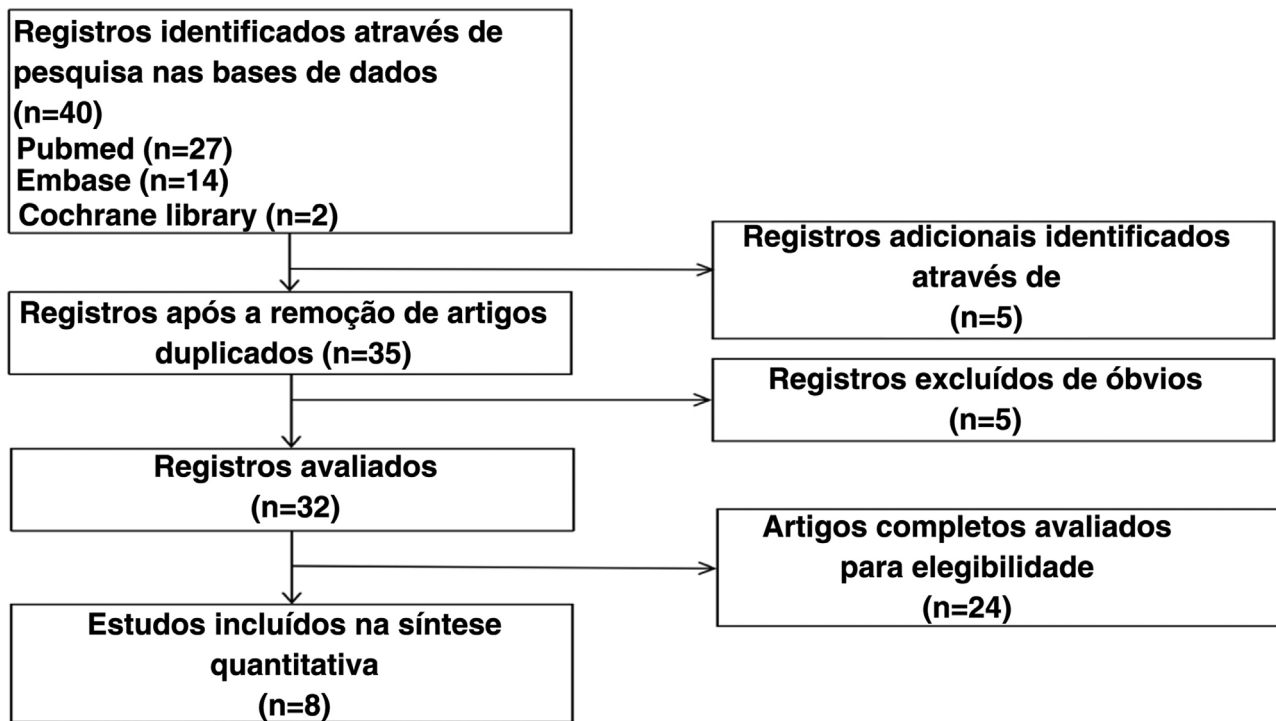 Registros identificados através de
pesquisa nas bases de dados
(n=40)
Pubmed (n=27)
Embase (n=14)
Cochrane library (n=2)
Registros adicionais identificados
através de
(n=5)
Registros após a remoção de artigos
duplicados (n=35)
Registros excluídos de óbvios
(n=5)
Registros avaliados
(n=32)
Artigos completos avaliados
para elegibilidade
(n=24)
Estudos incluídos na síntese
quantitativa
(n=8)